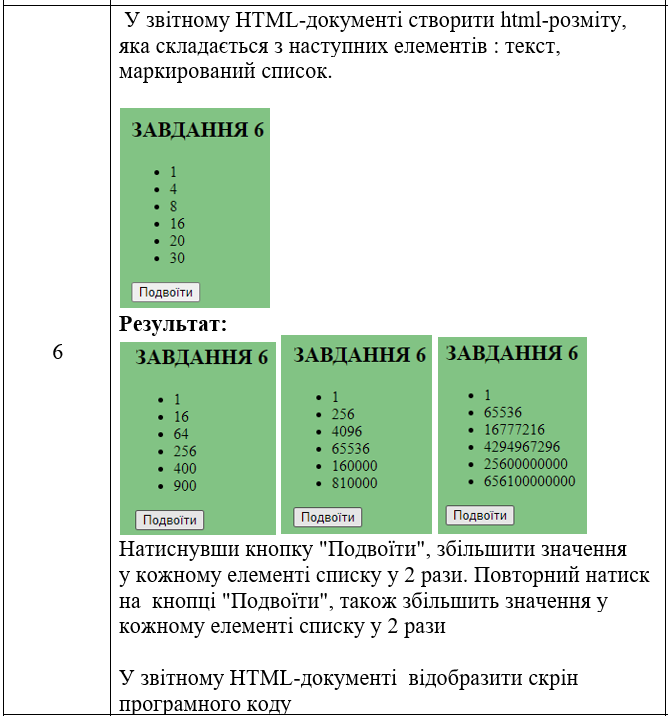 У звітному HTML-документі створити html-розміту,
яка складається з наступних елементів : текст,
маркирований список.
ЗАВДАННЯ 6
1
4
8
16
20
30
Подвоїти
Результат:
6
ЗАВДАННЯ 6
1
16
64
256
400
900
Подвоїти
ЗАВДАННЯ 6
1
256
4096
65536
160000
810000
Подвоїти
ЗАВДАННЯ 6
1
65536
16777216
4294967296
25600000000
656100000000
Подвоїти
Натиснувши кнопку "Подвоїти", збільшити значення
у кожному елементі списку у 2 рази. Повторний натиск
на кнопці "Подвоїти", також збільшить значення у
кожному елементі списку у 2 рази
У звітному HTML-документі відобразити скрін
програмного коду